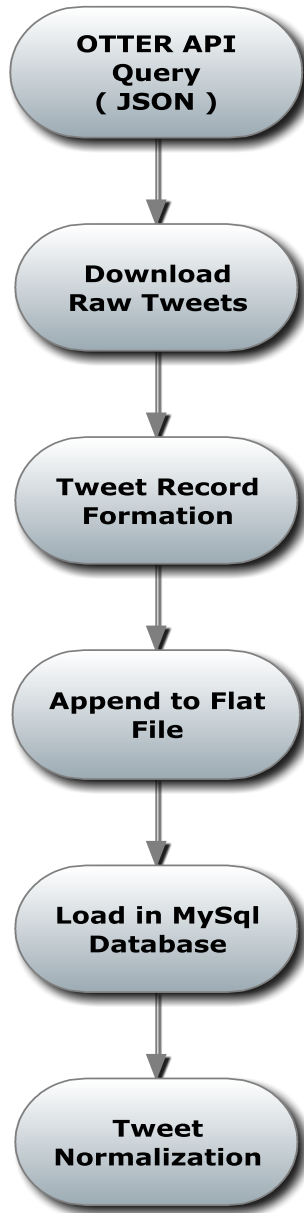 OTTER API
Query
( JSON )
Download
Raw Tweets
Tweet Record
Formation
Append to Flat
File
Load in MySql
Database
Tweet
Normalization